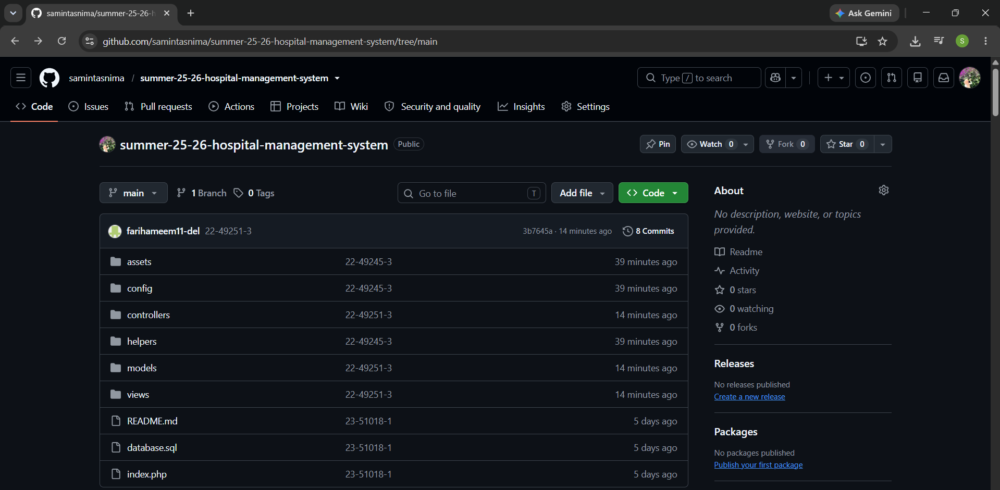 samintasnima/summer-25-26-h
Ask Gemini
github.com/samintasnima/summer-25-26-hospital-management-system/tree/main
S
samintasnima / summer-25-26-hospital-management-system
Type / to search
Code Issues Pull requests Actions Projects Wiki Security and quality Insights Settings
summer-25-26-hospital-management-system Public
Pin Watch 0 Fork 0 Star 0
main 1 Branch 0 Tags Go to file T Add file Code
farihameem11-del 22-49251-3 3b7645a · 14 minutes ago 8 Commits
assets 22-49245-3 39 minutes ago
config 22-49245-3 39 minutes ago
controllers 22-49251-3 14 minutes ago
helpers 22-49245-3 39 minutes ago
models 22-49251-3 14 minutes ago
views 22-49251-3 14 minutes ago
README.md 23-51018-1 5 days ago
database.sql 23-51018-1 5 days ago
index.php 23-51018-1 5 days ago
About
No description, website, or topics
provided.
Readme
Activity
0 stars
0 watching
0 forks
Releases
No releases published
Create a new release
Packages
No packages published
Publish your first package